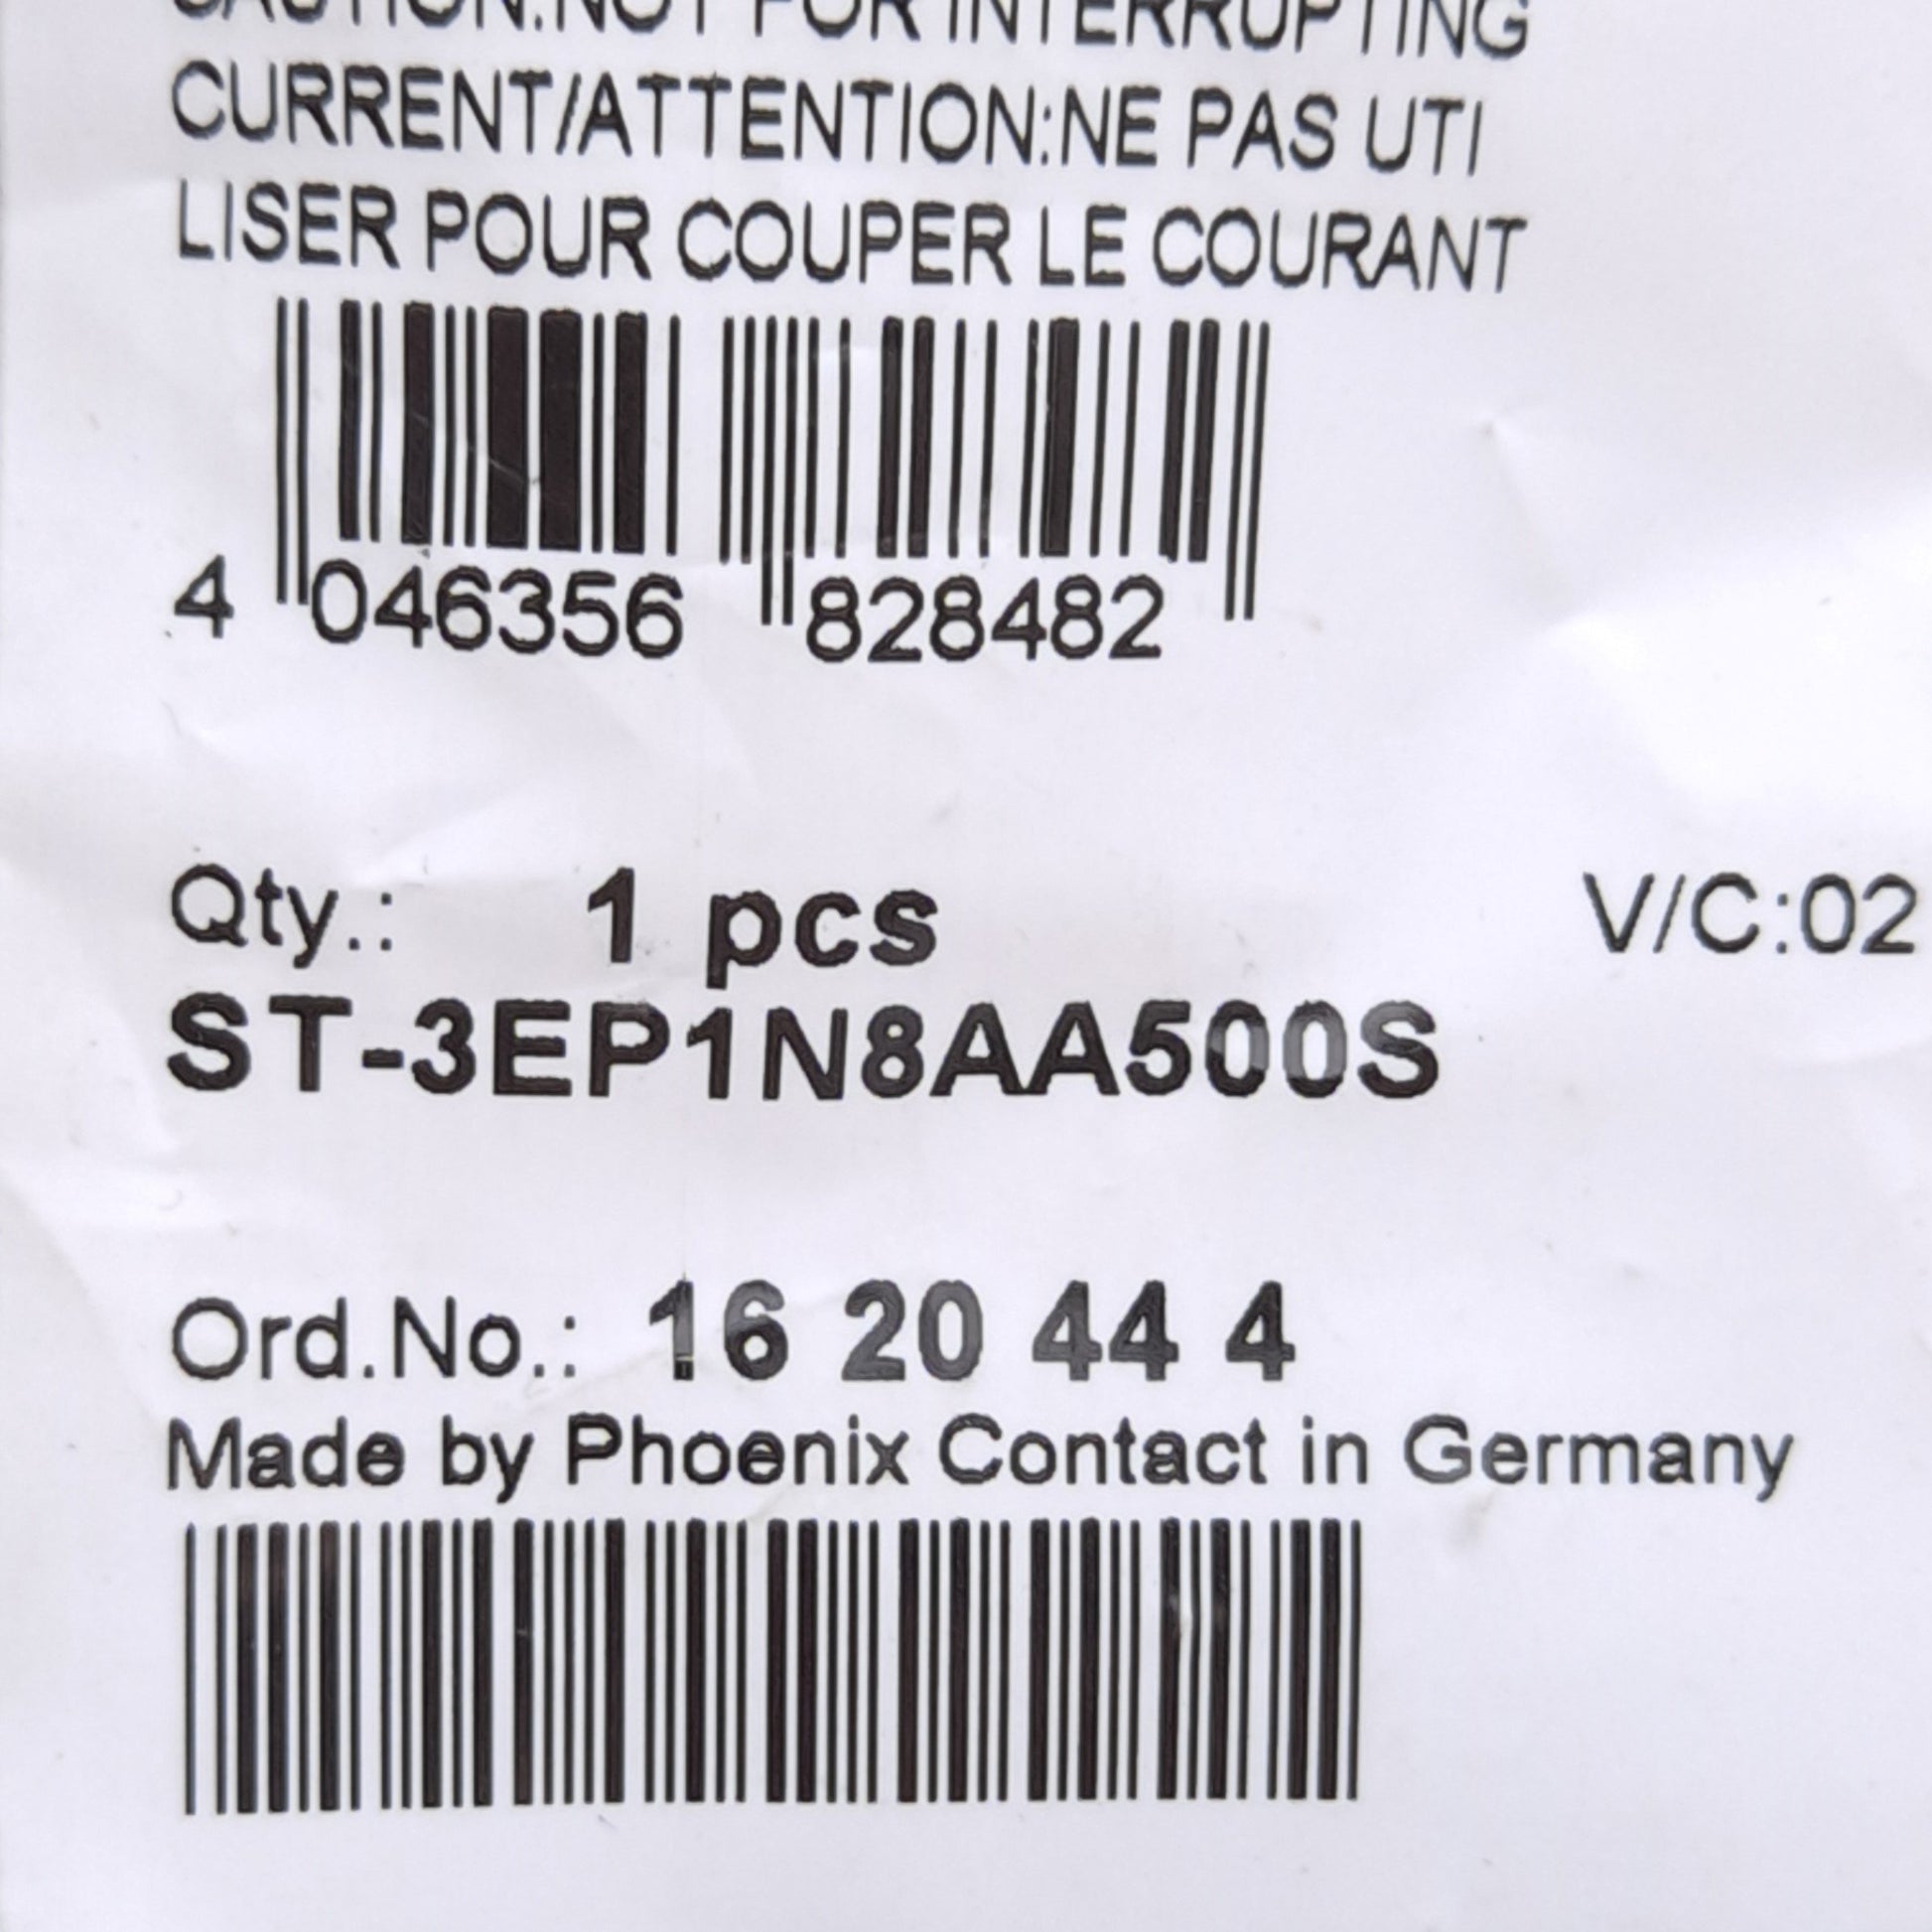 CAUTION:NOT FOR INTERRUPTING
CURRENT/ATTENTION:NE PAS UTI
LISER POUR COUPER LE COURANT
4 046356 828482
Qty.: 1 pcs V/C:02
ST-3EP1N8AA500S
Ord.No.: 16 20 44 4
Made by Phoenix Contact in Germany